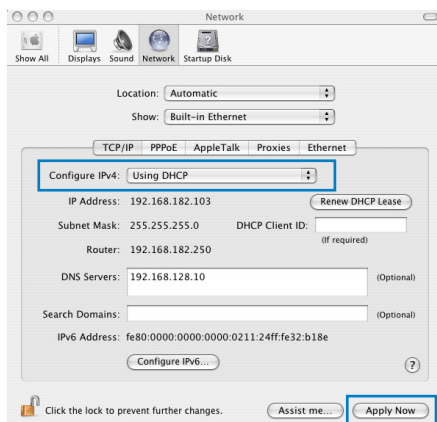 Network
Show All Displays Sound Network Startup Disk
Location: Automatic
Show: Built-in Ethernet
TCP/IP PPPoE AppleTalk Proxies Ethernet
Configure IPv4: Using DHCP
IP Address: 192.168.182.103 Renew DHCP Lease
Subnet Mask: 255.255.255.0 DHCP Client ID:
(If required)
Router: 192.168.182.250
DNS Servers: 192.168.128.10 (Optional)
Search Domains: (Optional)
IPv6 Address: fe80:0000:0000:0000:0211:24ff:fe32:b18e
Configure IPv6... ?
Click the lock to prevent further changes. Assist me... Apply Now